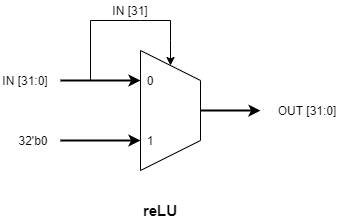 IN [31]
IN [31:0]
0
OUT [31:0]
32'b0
1
reLU